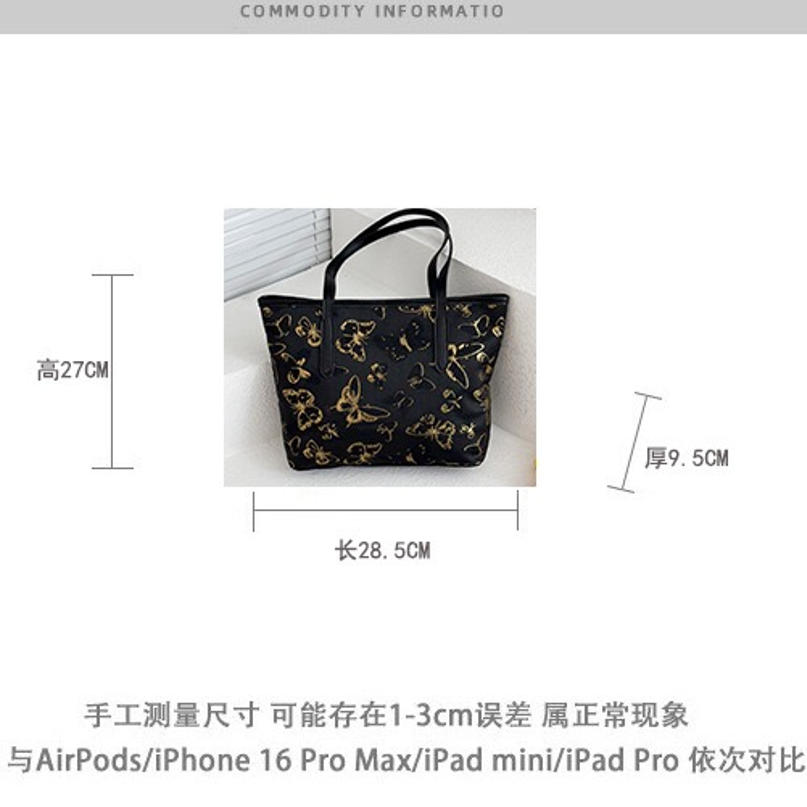 COMMODITY INFORMATIO
高27CM
厚9.5CM
长28.5CM
手工测量尺寸 可能存在1-3cm误差 属正常现象
与AirPods/iPhone 16 Pro Max/iPad mini/iPad Pro 依次对比